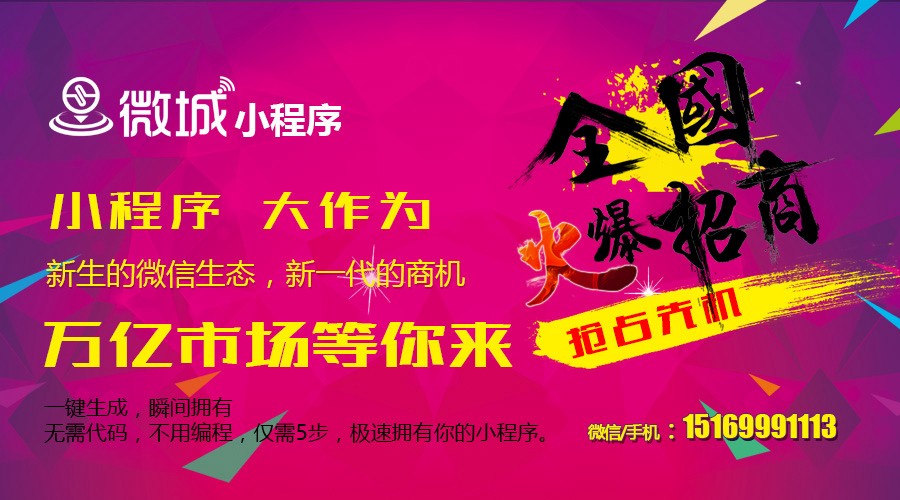 微城小程序
小程序 大作为
新生的微信生态，新一代的商机
万亿市场等你来
一键生成，瞬间拥有
无需代码，不用编程，仅需5步，极速拥有你的小程序。
全國
火爆招商
抢占先机
微信/手机：15169991113